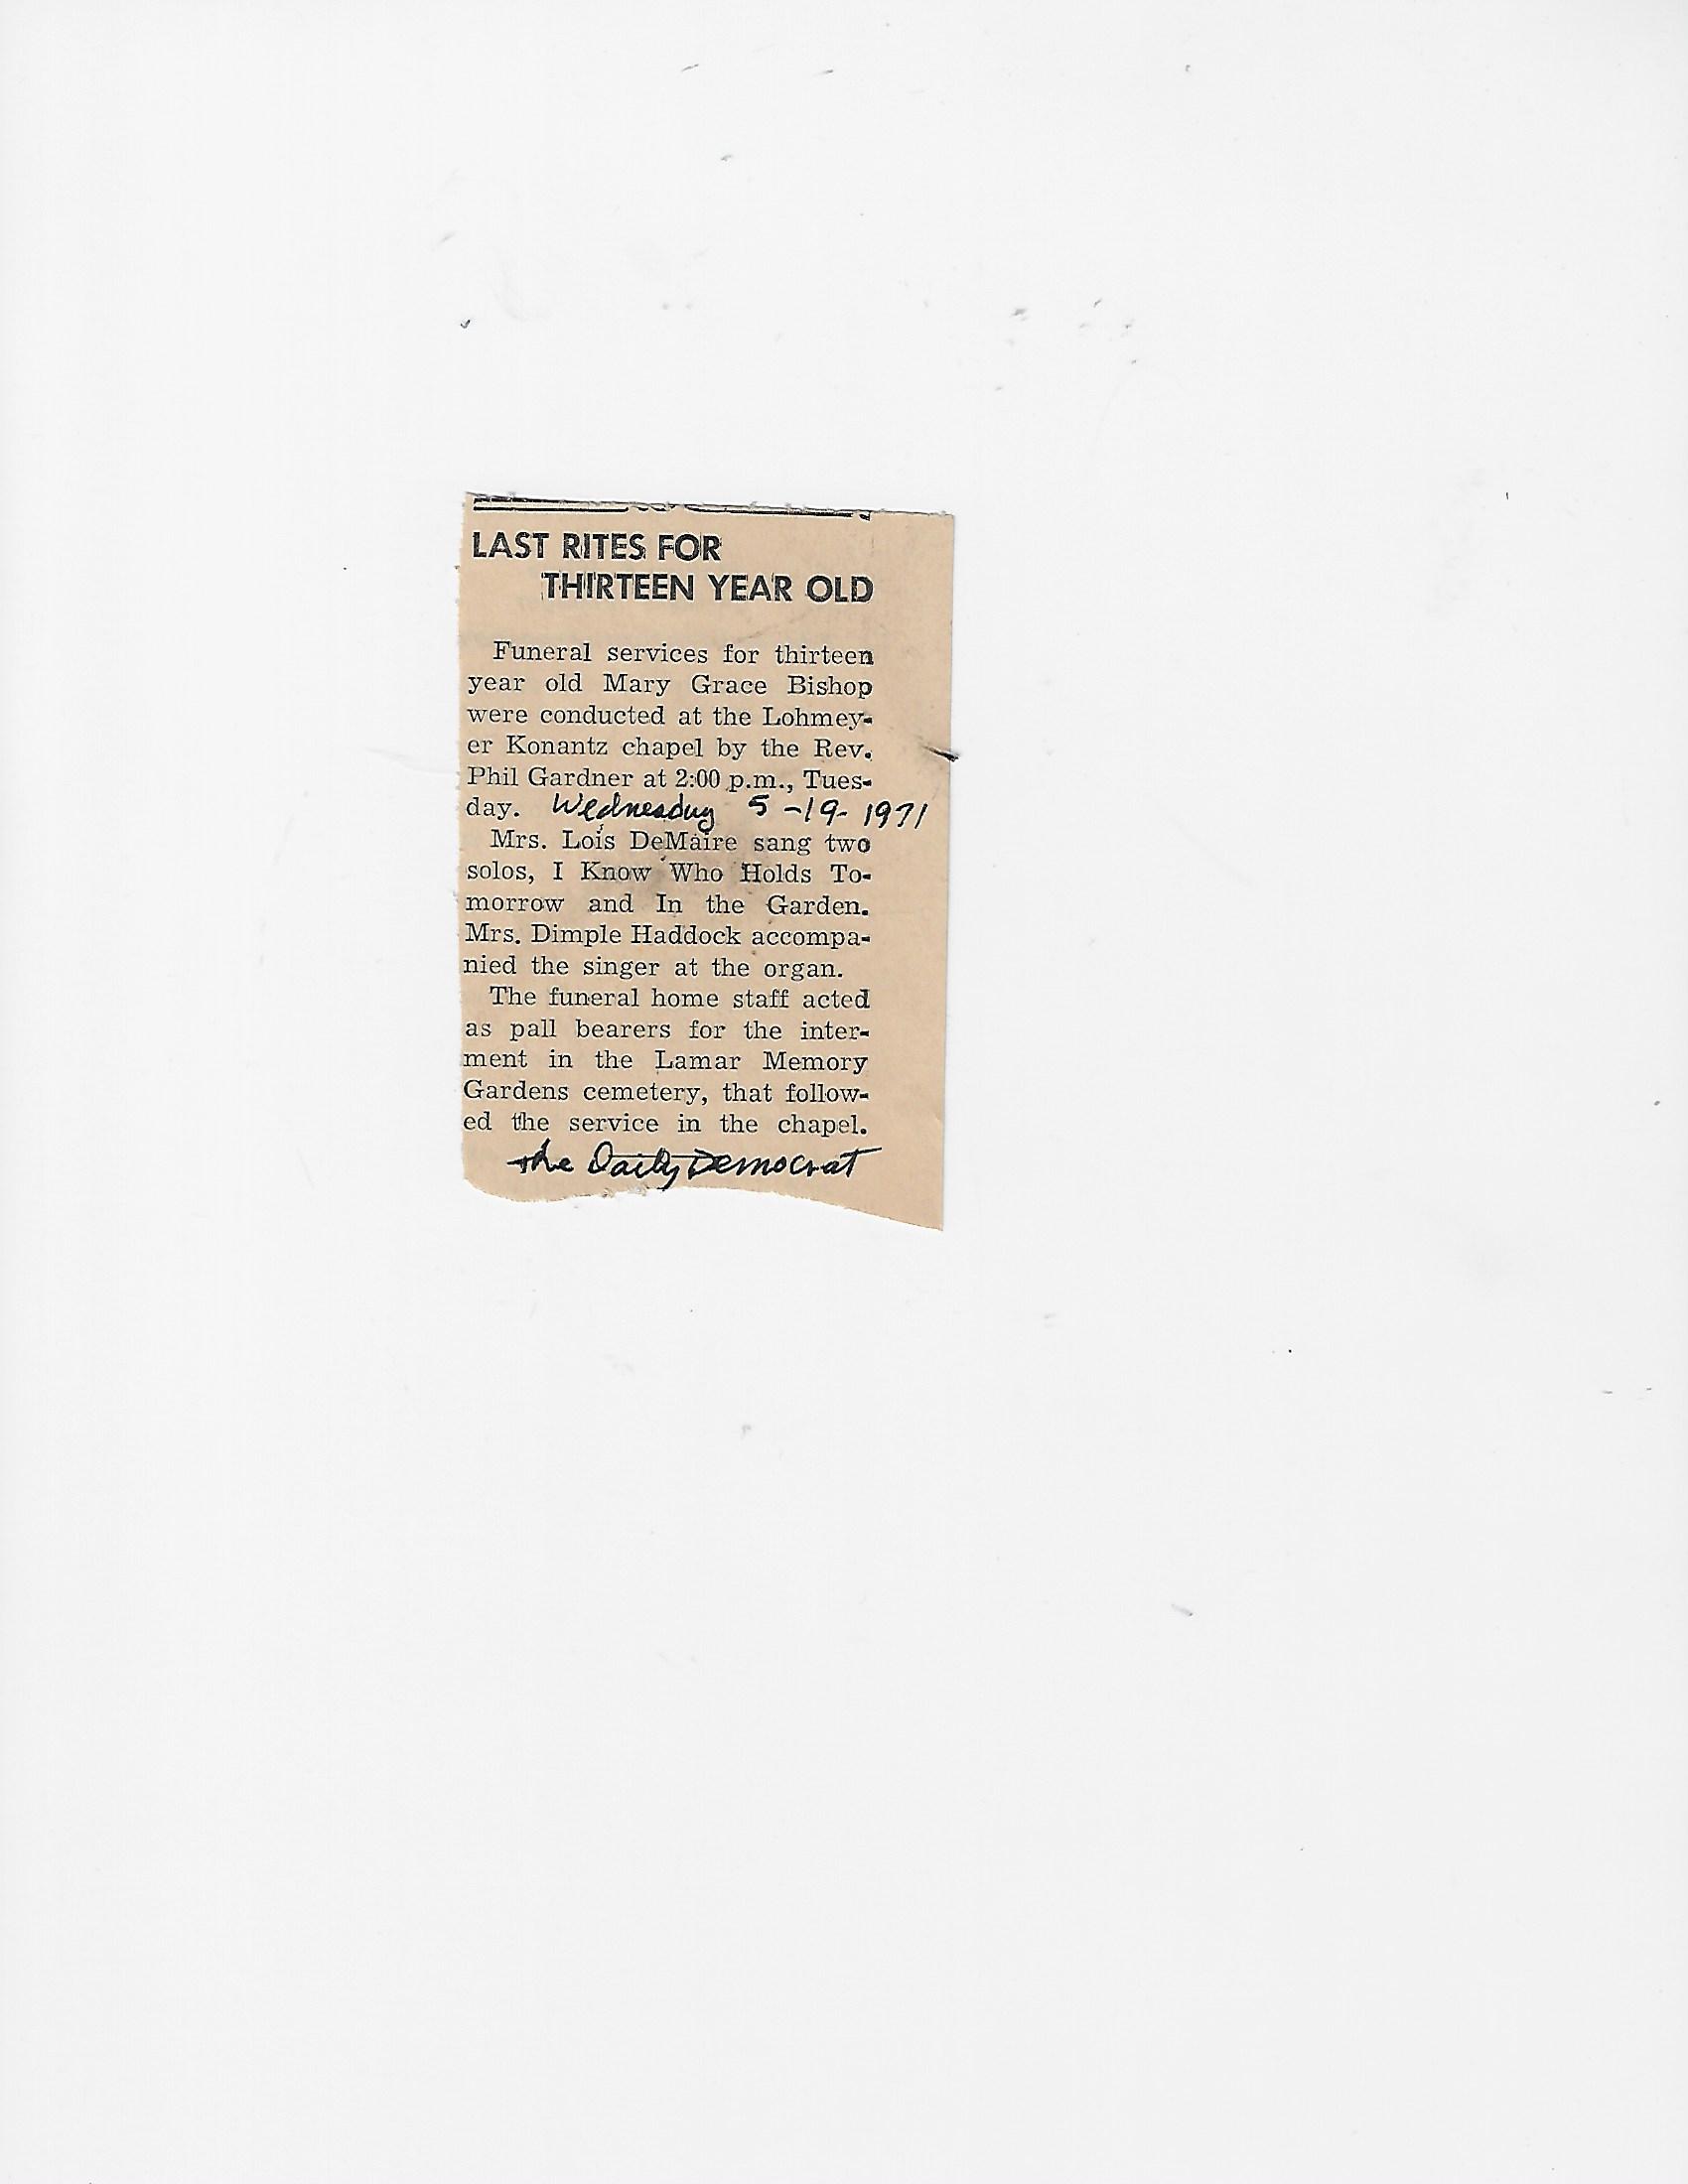 LAST RITES FOR
THIRTEEN YEAR OLD
Funeral services for thirteen
year old Mary Grace Bishop
were conducted at the Lohmey-
er Konantz chapel by the Rev.
Phil Gardner at 2:00 p.m., Tues-
day. Wednesday 5-19-1971
Mrs. Lois DeMaire sang two
solos, I Know Who Holds To-
morrow and In the Garden.
Mrs. Dimple Haddock accompa-
nied the singer at the organ.
The funeral home staff acted
as pall bearers for the inter-
ment in the Lamar Memory
Gardens cemetery, that follow-
ed the service in the chapel.
The Daily Democrat